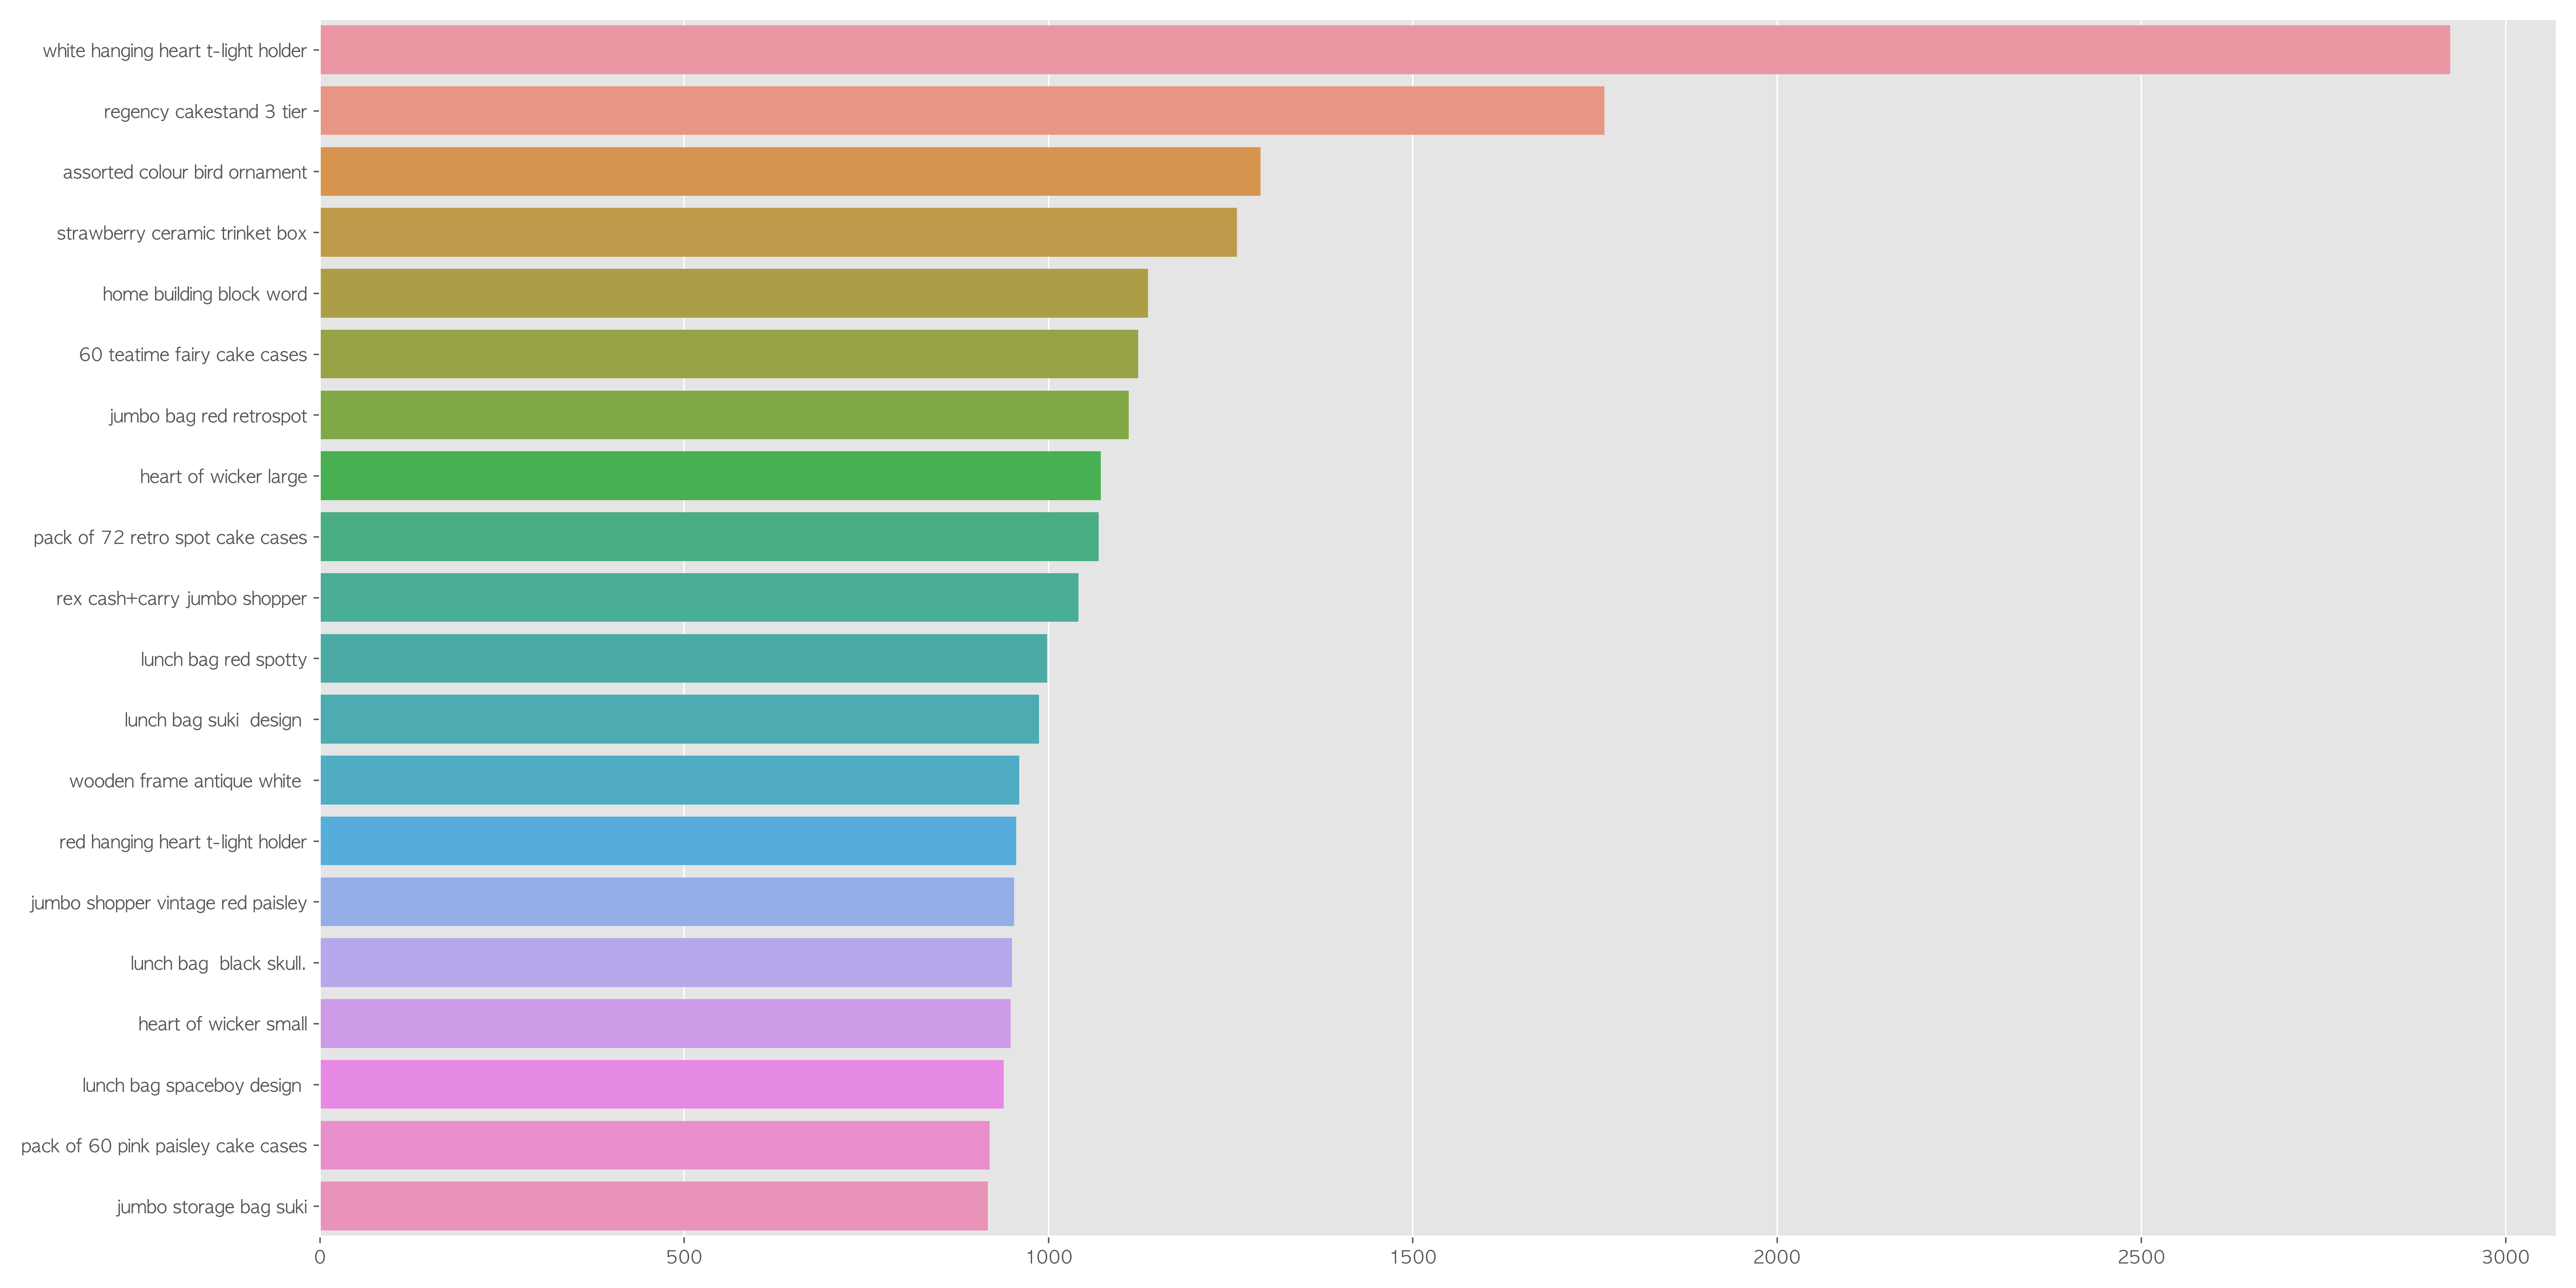 white hanging heart t-light holder
regency cakestand 3 tier
assorted colour bird ornament
strawberry ceramic trinket box
home building block word
60 teatime fairy cake cases
jumbo bag red retrospot
heart of wicker large
pack of 72 retro spot cake cases
rex cash+carry jumbo shopper
lunch bag red spotty
lunch bag suki  design
wooden frame antique white
red hanging heart t-light holder
jumbo shopper vintage red paisley
lunch bag  black skull.
heart of wicker small
lunch bag spaceboy design
pack of 60 pink paisley cake cases
jumbo storage bag suki
0 500 1000 1500 2000 2500 3000